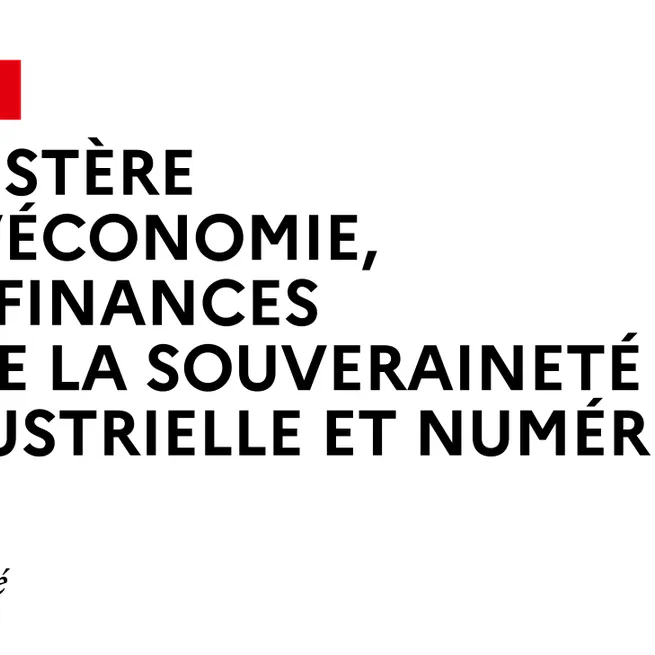 STÈRE
'ÉCONOMIE,
FINANCES
E LA SOUVERAINETÉ
USTRIELLE ET NUMÉR
é